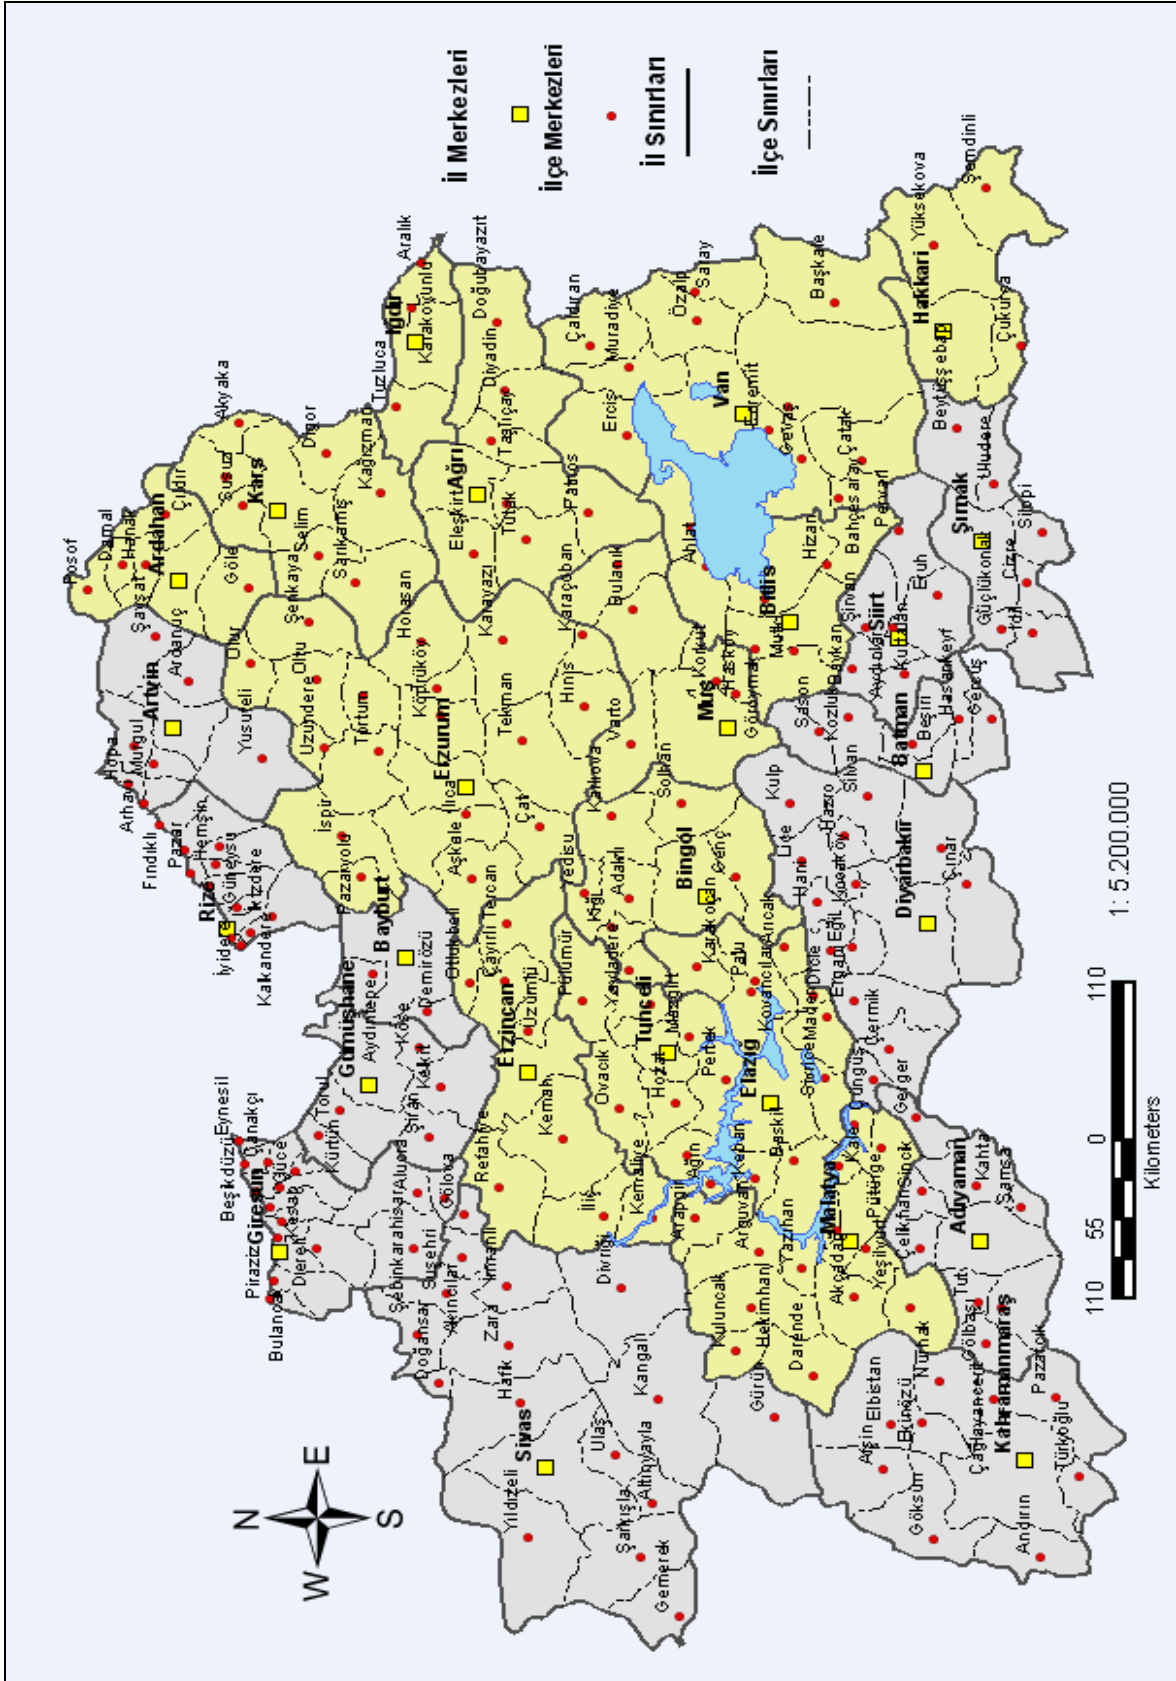 İl Merkezleri
İlçe Merkezleri
İl Sınırları
İlçe Sınırları
N
W
E
S
Posof
Damal
Hanak
Ardahan
Çıldır
Göle
Susuz
Kars
Akyaka
Selim
Digor
Sarıkamış
Kağızman
Şavşat
Ardanuç
Artvin
Hopa
Arhavi
Murgul
Yusufeli
Fındıklı
Pazar
Hemşin
Güneysu
Rize
İkizdere
İyidere
Kalkandere
Şenkaya
Olur
Oltu
Uzundere
Tortum
İspir
Pazaryolu
Horasan
Köprüköy
Erzurum
Ilıca
Aşkale
Çat
Tekman
Karayazı
Karaçoban
Hınıs
Tuzluca
Iğdır
Karakoyunlu
Aralık
Doğubayazıt
Diyadin
Taşlıçay
Ağrı
Eleşkirt
Tutak
Patnos
Bayburt
Aydıntepe
Demirözü
Gümüşhane
Köse
Kelkit
Şiran
Torul
Kürtün
Eynesil
Çanakçı
Beşikdüzü
Güce
Giresun
Keşap
Piraziz
Dereli
Bulancak
Alucra
Şebinkarahisar
Otlukbeli
Çayırlı
Tercan
Erzincan
Üzümlü
Refahiye
Kemah
İliç
Kemaliye
Gölova
Suşehri
Akıncılar
İmranlı
Doğanşar
Zara
Hafik
Sivas
Yıldızeli
Divriği
Kangal
Ulaş
Altınyayla
Şarkışla
Gemerek
Gürün
Pülümür
Ovacık
Tunceli
Hozat
Mazgirt
Pertek
Yedisu
Kiğı
Adaklı
Yayladere
Karlıova
Solhan
Bingöl
Genç
Karakoçan
Palu
Arıcak
Kovancılar
Elazığ
Maden
Sivrice
Baskil
Keban
Ağın
Arapgir
Arguvan
Malatya
Kale
Pütürge
Yazıhan
Akçadağ
Yeşilyurt
Hekimhan
Kuluncak
Darende
Varto
Bulanık
Muş
Korkut
Hasköy
Ahlat
Bitlis
Mutki
Güroymak
Hizan
Erciş
Çaldıran
Muradiye
Özalp
Saray
Van
Edremit
Gevaş
Çatak
Bahçesaray
Başkale
Hakkari
Yüksekova
Şemdinli
Çukurca
Beytüşşebap
Uludere
Şırnak
Güçlükonak
Cizre
Silopi
İdil
Pervari
Şirvan
Siirt
Eruh
Aydınlar
Kurtalan
Baykan
Sason
Kozluk
Batman
Beşiri
Hasankeyf
Gercüş
Kulp
Silvan
Lice
Hazro
Hani
Kocaköy
Dicle
Eğil
Ergani
Diyarbakır
Çınar
Çermik
Çüngüş
Gerger
Sincik
Çelikhan
Adıyaman
Kahta
Samsat
Tut
Gölbaşı
Kahramanmaraş
Nurhak
Pazarcık
Elbistan
Afşin
Ekinözü
Çağlayancerit
Türkoğlu
Göksun
Andırın
1: 5.200.000
110
55
0
110
Kilometers